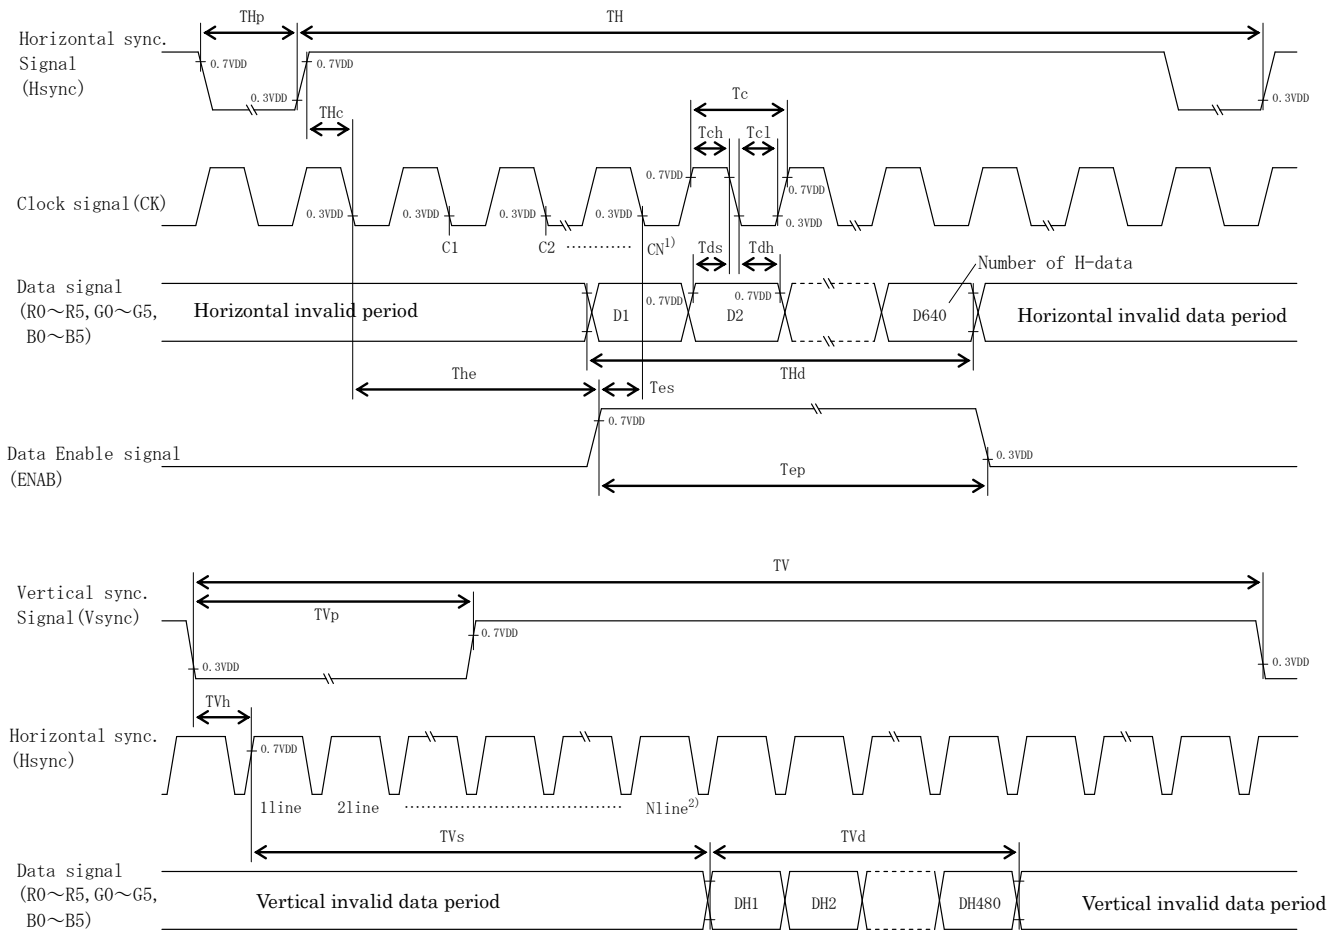 THp
TH
Horizontal sync.
Signal
(Hsync)
0.7VDD
0.3VDD
0.7VDD
0.3VDD
THc
Tc
Tch
Tcl
Clock signal(CK)
0.3VDD
0.3VDD
0.3VDD
0.3VDD
0.7VDD
0.7VDD
0.3VDD
C1
C2 ·············
CN1)
Tds
Tdh
Number of H-data
Data signal
(R0~R5,G0~G5,
B0~B5)
Horizontal invalid period
D1
0.7VDD
D2
0.7VDD
D640
Horizontal invalid data period
The
Tes
THd
Data Enable signal
(ENAB)
0.7VDD
0.3VDD
Tep
TV
Vertical sync.
Signal(Vsync)
TVp
0.7VDD
0.3VDD
0.3VDD
TVh
Horizontal sync.
(Hsync)
0.7VDD
1line
2line
··········································
Nline2)
TVs
TVd
Data signal
(R0~R5,G0~G5,
B0~B5)
Vertical invalid data period
DH1
DH2
DH480
Vertical invalid data period